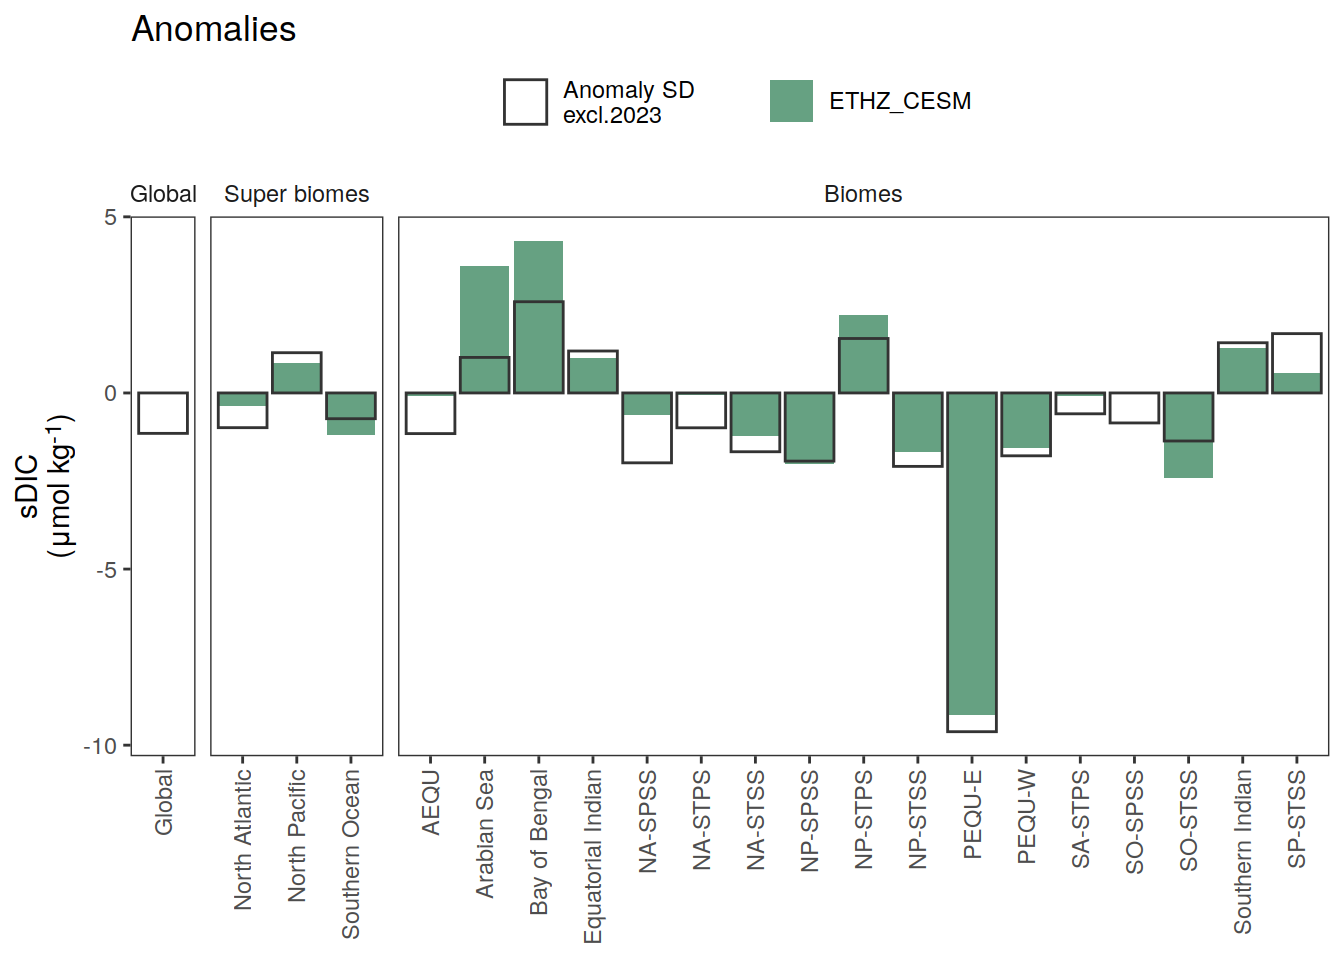 Anomalies
Anomaly SD
excl.2023
ETHZ_CESM
Global
Super biomes
Biomes
5
0
-5
-10
sDIC
(μmol kg⁻¹)
Global
North Atlantic
North Pacific
Southern Ocean
AEQU
Arabian Sea
Bay of Bengal
Equatorial Indian
NA-SPSS
NA-STPS
NA-STSS
NP-SPSS
NP-STPS
NP-STSS
PEQU-E
PEQU-W
SA-STPS
SO-SPSS
SO-STSS
Southern Indian
SP-STSS